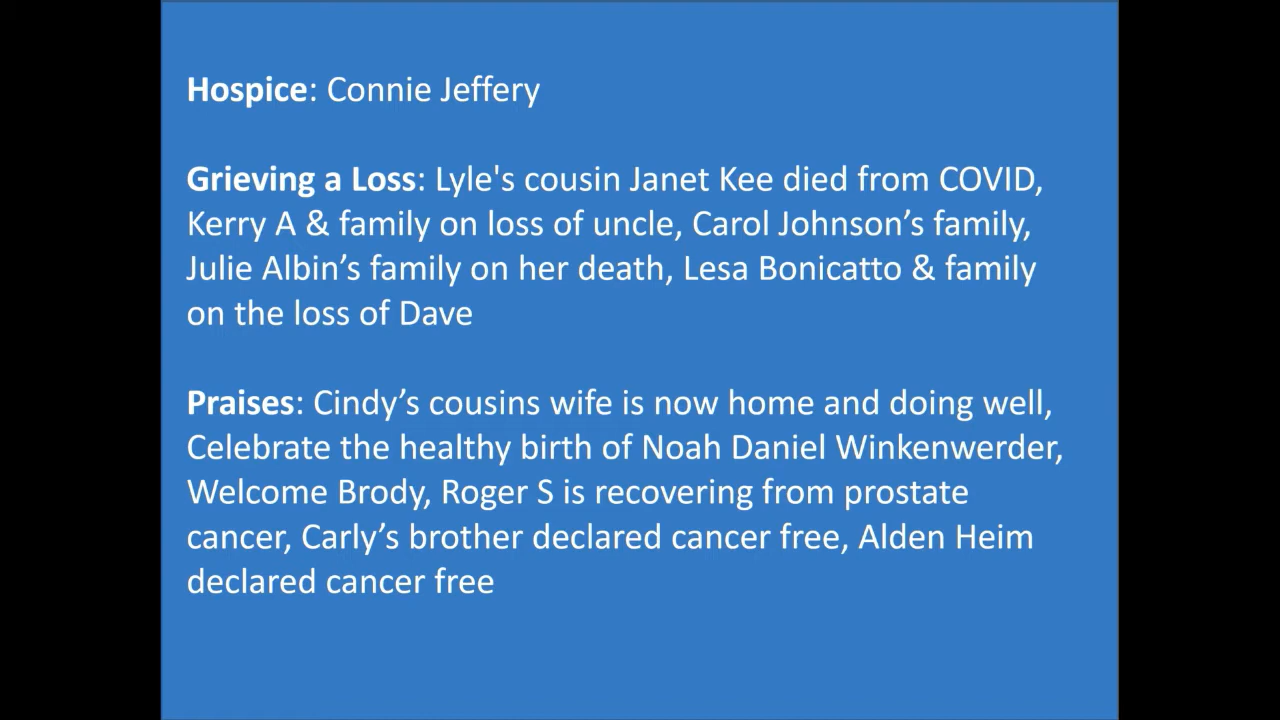 Hospice: Connie Jeffery
Grieving a Loss: Lyle's cousin Janet Kee died from COVID,
Kerry A & family on loss of uncle, Carol Johnson’s family,
Julie Albin’s family on her death, Lesa Bonicatto & family
on the loss of Dave
Praises: Cindy’s cousins wife is now home and doing well,
Celebrate the healthy birth of Noah Daniel Winkenwerder,
Welcome Brody, Roger S is recovering from prostate
cancer, Carly’s brother declared cancer free, Alden Heim
declared cancer free